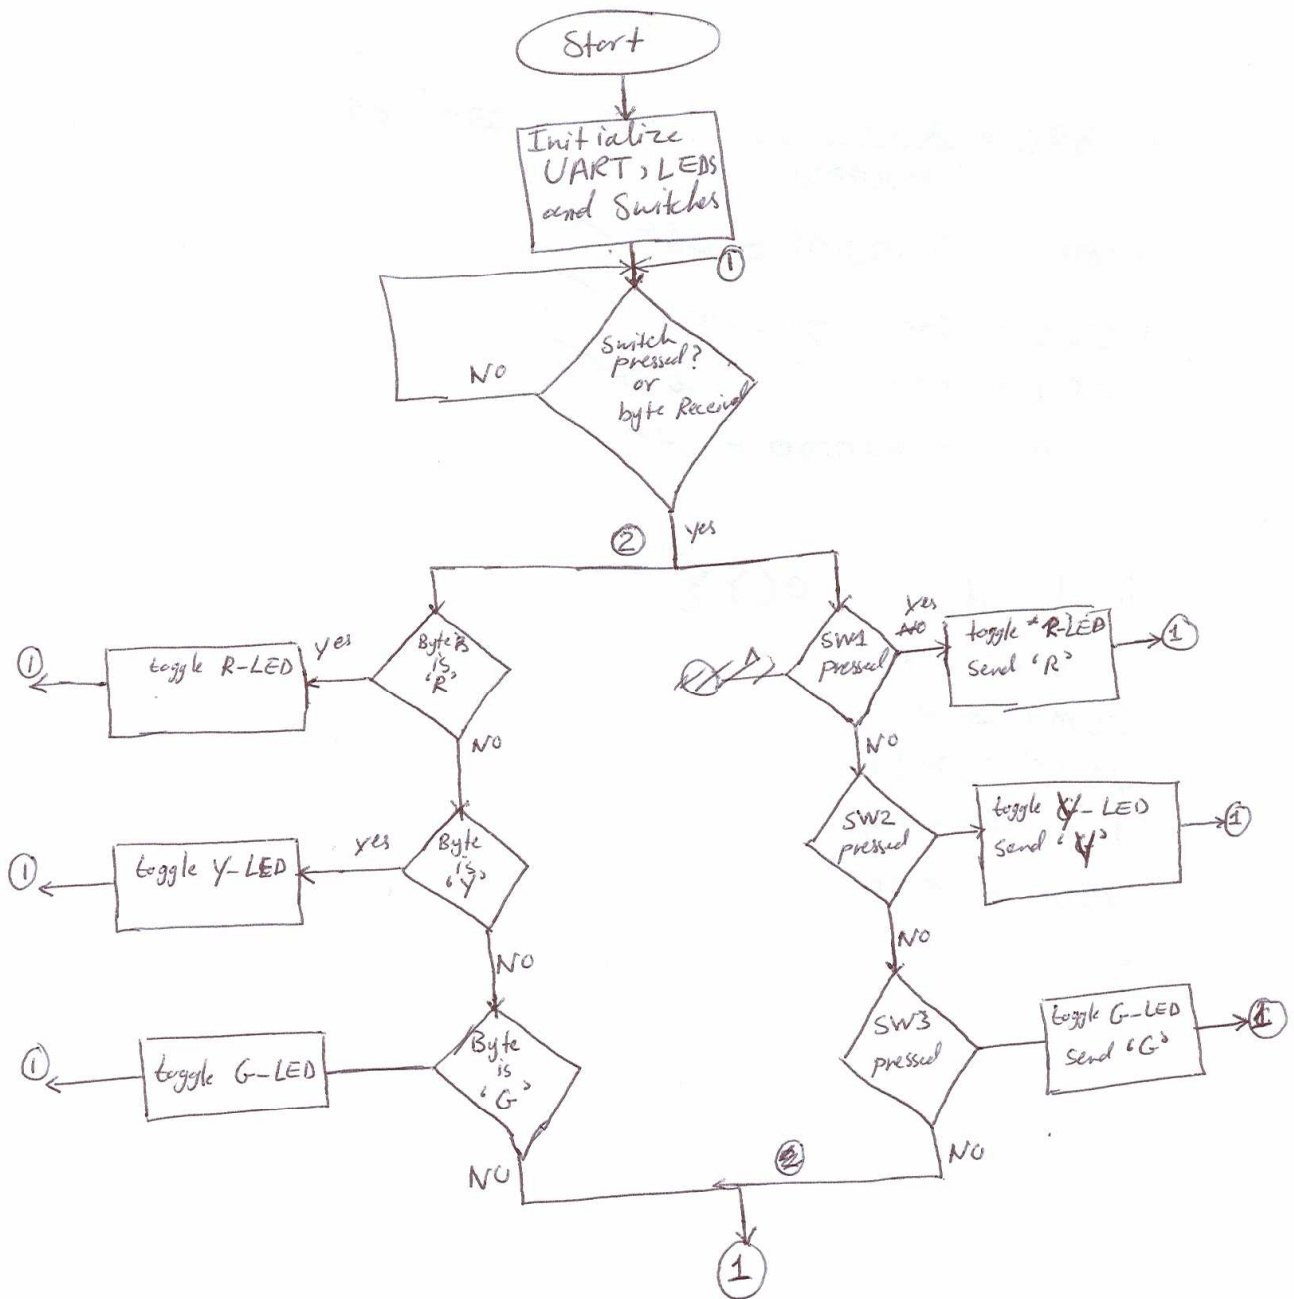 Start
Initialize
UART, LEDs
and Switches
①
Switch
pressed?
or
byte Received
NO
②
yes
Byte is
is
'R'
yes
toggle R-LED
①
NO
Byte
is
'Y'
yes
toggle Y-LED
①
NO
Byte
is
'G'
toggle G-LED
①
NO
SW1
pressed
yes
toggle R-LED
Send 'R'
①
NO
SW2
pressed
toggle Y-LED
Send 'Y'
①
NO
SW3
pressed
toggle G-LED
Send 'G'
①
NO
①